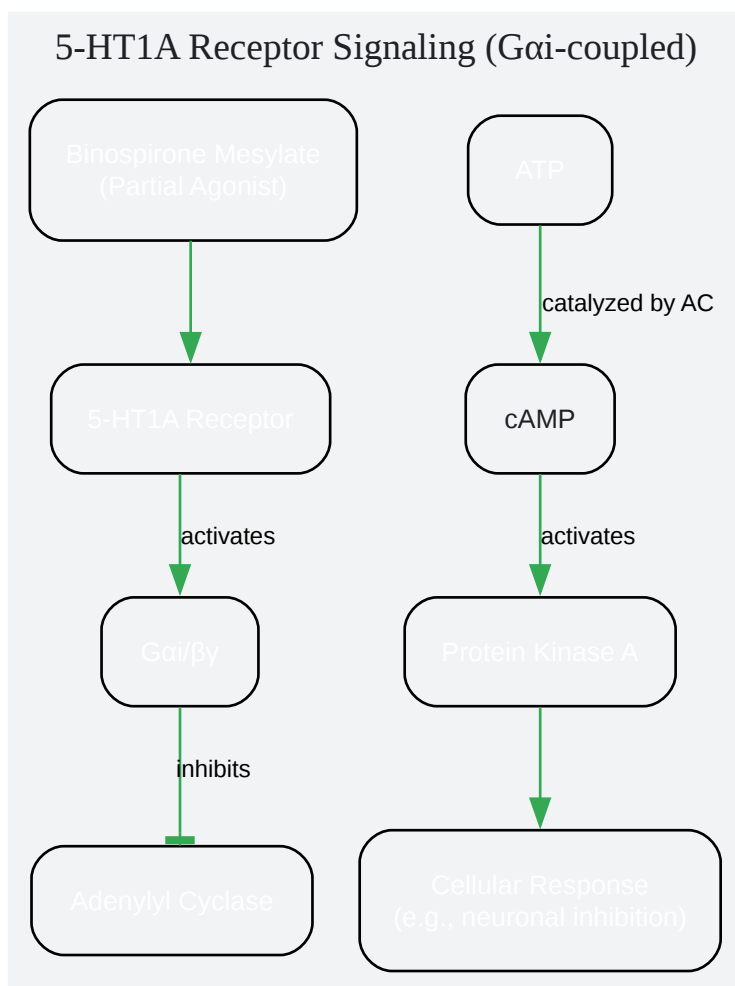 5-HT1A Receptor Signaling (Gαi-coupled)
Binospirone Mesylate
(Partial Agonist)
5-HT1A Receptor
activates
Gαi/βγ
inhibits
Adenylyl Cyclase
ATP
catalyzed by AC
cAMP
activates
Protein Kinase A
Cellular Response
(e.g., neuronal inhibition)